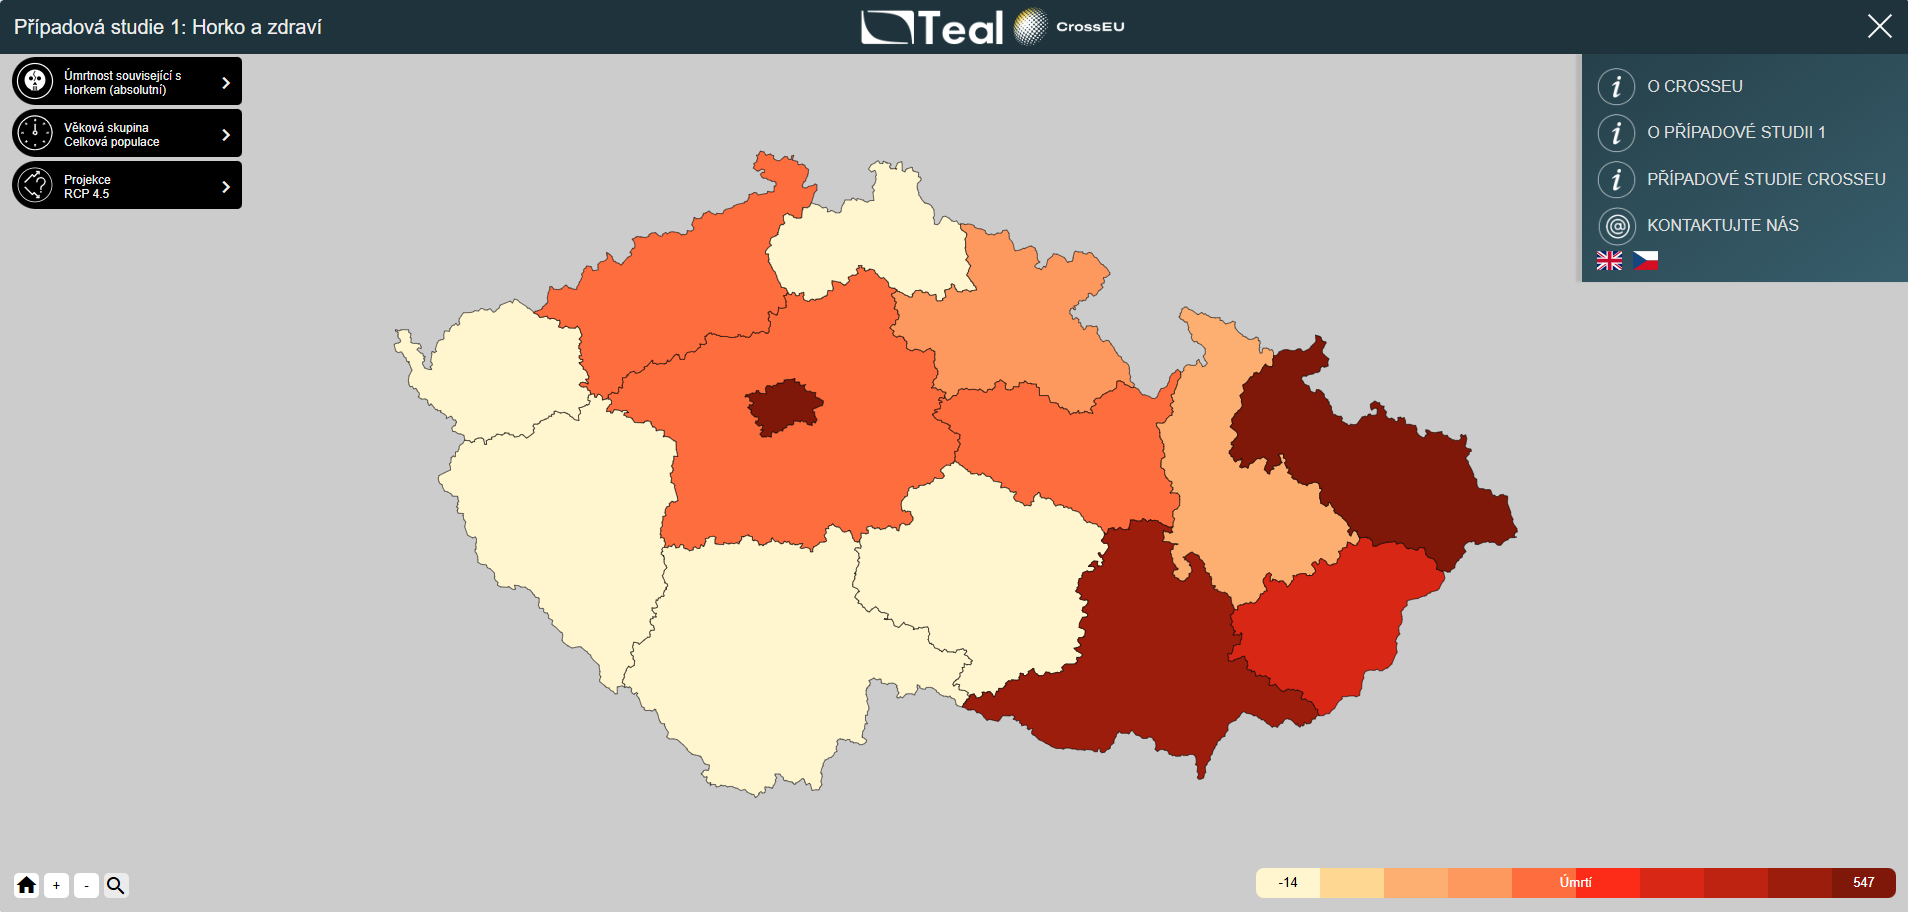 Případová studie 1: Horko a zdraví
Teal CrossEU
Úmrtnost související s
Horkem (absolutní)
Věková skupina
Celková populace
Projekce
RCP 4.5
O CROSSEU
O PŘÍPADOVÉ STUDII 1
PŘÍPADOVÉ STUDIE CROSSEU
KONTAKTUJTE NÁS
+ -
-14 Úmrtí 547